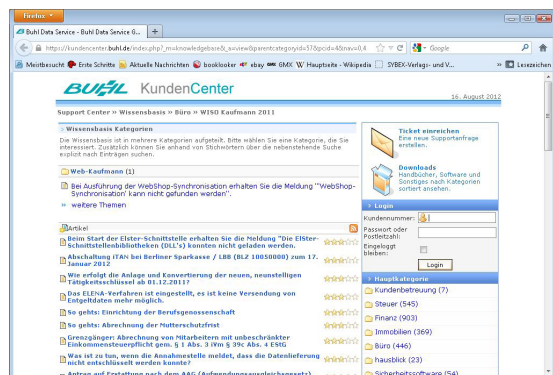 Firefox
Buhl Data Service - Buhl Data Service G...
https://kundencenter.buhl.de/index.php?_m=knowledgebase&_a=view&parentcategoryid=57&pcid=4&nav=0,4
Google
Meistbesucht Erste Schritte Aktuelle Nachrichten booklooker ebay GMX Hauptseite - Wikipedia SYBEX-Verlags- und V... » Lesezeichen
BUHL KundenCenter
16. August 2012
Support Center » Wissensbasis » Büro » WISO Kaufmann 2011
Wissensbasis Kategorien
Die Wissensbasis ist in mehrere Kategorien aufgeteilt. Bitte wählen Sie eine Kategorie, die Sie
interessiert. Zusätzlich können Sie anhand von Stichwörtern über die nebenstehende Suche
explizit nach Einträgen suchen.
Web-Kaufmann (1)
Bei Ausführung der WebShop-Synchronisation erhalten Sie die Meldung "'WebShop-
Synchronisation' kann nicht gefunden werden".
» weitere Themen
Artikel
Beim Start der Elster-Schnittstelle erhalten Sie die Meldung "Die ElSter-
Schnittstellenbibliotheken (DLL's) konnten nicht geladen werden.
Abschaltung iTAN bei Berliner Sparkasse / LBB (BLZ 10050000) zum 17.
Januar 2012
Wie erfolgt die Anlage und Konvertierung der neuen, neunstelligen
Tätigkeitsschlüssel ab 01.12.2011?
Das ELENA-Verfahren ist eingestellt, es ist keine Versendung von
Entgeltdaten mehr möglich.
So gehts: Einrichtung der Berufsgenossenschaft
So gehts: Abrechnung der Mutterschutzfrist
Grenzgänger: Abrechnung von Mitarbeitern mit unbeschränkter
Einkommensteuerpflicht gem. § 1 Abs. 3 iVm § 39c Abs. 4 EStG
Was ist zu tun, wenn die Annahmestelle meldet, dass die Datenlieferung
nicht entschlüsselt werden konnte?
Antrag auf Erstattung nach dem AAG (Aufwendungsausgleichsgesetz)
Ticket einreichen
Eine neue Supportanfrage
erstellen.
Downloads
Handbücher, Software und
Sonstiges nach Kategorien
sortiert ansehen.
Login
Kundennummer:
Passwort oder
Postleitzahl:
Eingeloggt
bleiben:
Login
Hauptkategorie
Kundenbetreuung (7)
Steuer (545)
Finanz (903)
Immobilien (369)
Büro (446)
hausblick (23)
Sicherheitssoftware (54)